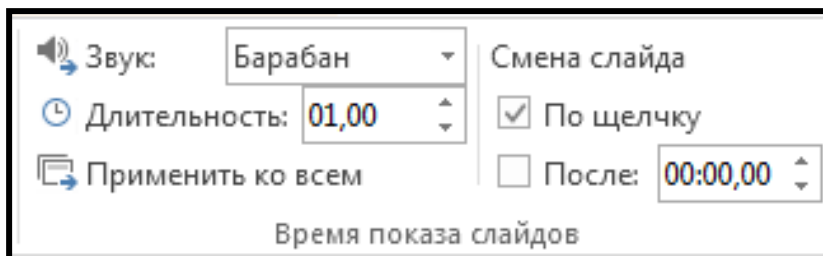 Звук: Барабан
Длительность: 01,00
Применить ко всем
Смена слайда
По щелчку
После: 00:00,00
Время показа слайдов